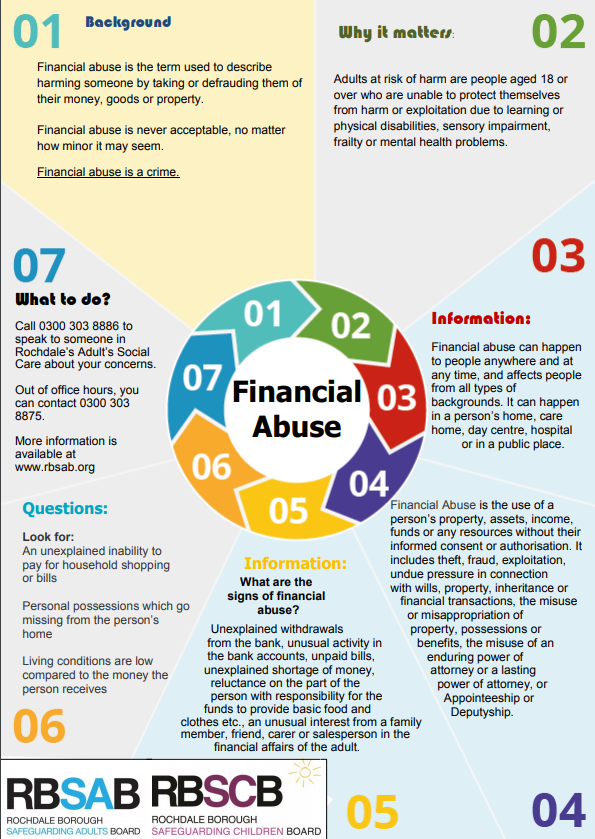 01
Background
Financial abuse is the term used to describe
harming someone by taking or defrauding them of
their money, goods or property.
Financial abuse is never acceptable, no matter
how minor it may seem.
Financial abuse is a crime.
Why it matters:
02
Adults at risk of harm are people aged 18 or
over who are unable to protect themselves
from harm or exploitation due to learning or
physical disabilities, sensory impairment,
frailty or mental health problems.
03
Information:
Financial abuse can happen
to people anywhere and at
any time, and affects people
from all types of
backgrounds. It can happen
in a person's home, care
home, day centre, hospital
or in a public place.
Financial Abuse is the use of a
person's property, assets, income,
funds or any resources without their
informed consent or authorisation. It
includes theft, fraud, exploitation,
undue pressure in connection
with wills, property, inheritance or
financial transactions, the misuse
or misappropriation of
property, possessions or
benefits, the misuse of an
enduring power of
attorney or a lasting
power of attorney, or
Appointeeship or
Deputyship.
04
Information:
What are the
signs of financial
abuse?
Unexplained withdrawals
from the bank, unusual activity in
the bank accounts, unpaid bills,
unexplained shortage of money,
reluctance on the part of the
person with responsibility for the
funds to provide basic food and
clothes etc., an unusual interest from a family
member, friend, carer or salesperson in the
financial affairs of the adult.
05
Questions:
Look for:
An unexplained inability to
pay for household shopping
or bills
Personal possessions which go
missing from the person's
home
Living conditions are low
compared to the money the
person receives
06
07
What to do?
Call 0300 303 8886 to
speak to someone in
Rochdale's Adult's Social
Care about your concerns.
Out of office hours, you
can contact 0300 303
8875.
More information is
available at
www.rbsab.org
01
02
03
04
05
06
07
Financial
Abuse
RBSAB
ROCHDALE BOROUGH
SAFEGUARDING ADULTS BOARD
RBSCB
ROCHDALE BOROUGH
SAFEGUARDING CHILDREN BOARD